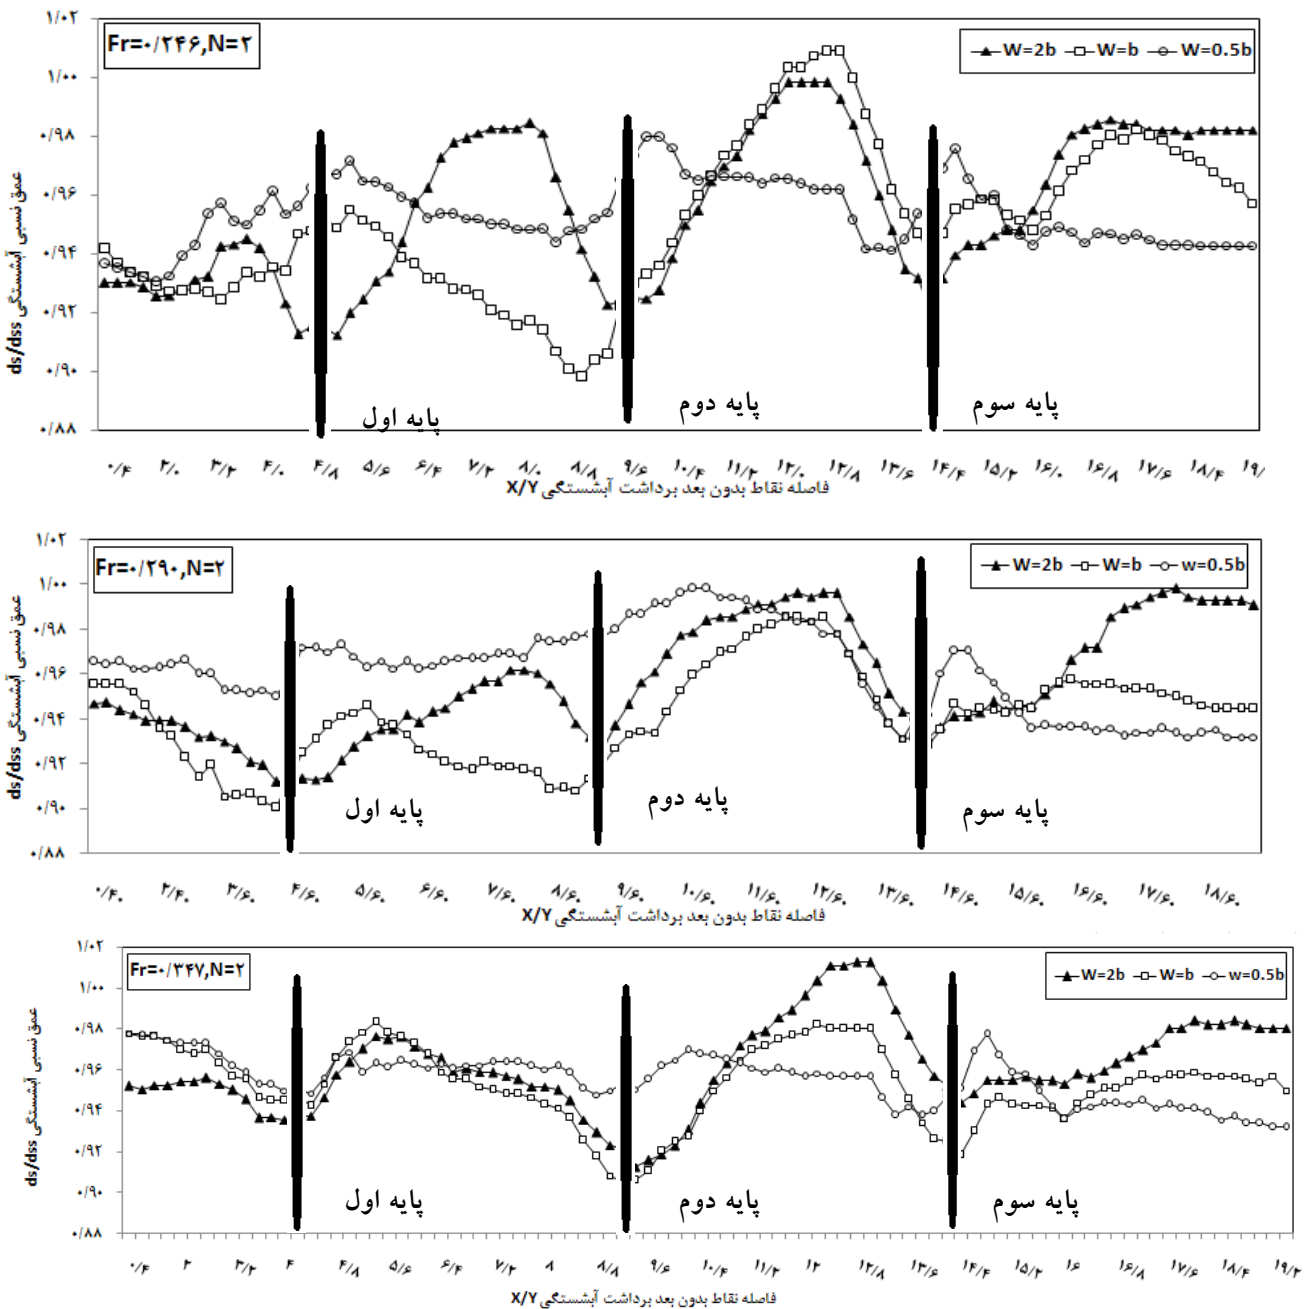 ۱/۰۲
Fr=۰/۲۴۶,N=۲
W=2b W=b W=0.5b
۱/۰۰
۰/۹۸
۰/۹۶
۰/۹۴
۰/۹۲
۰/۹۰
۰/۸۸
عمق نسبی آبشستگی ds/dss
پایه اول
پایه دوم
پایه سوم
۰/۴ ۲/۰ ۳/۲ ۴/۰ ۴/۸ ۵/۶ ۶/۴ ۷/۲ ۸/۰ ۸/۸ ۹/۶ ۱۰/۴ ۱۱/۲ ۱۲/۰ ۱۲/۸ ۱۳/۶ ۱۴/۴ ۱۵/۲ ۱۶/۰ ۱۶/۸ ۱۷/۶ ۱۸/۴
فاصله نقاط بدون بعد برداشت آبشستگی X/Y
۱/۰۲
Fr=۰/۲۹۰,N=۲
W=2b W=b w=0.5b
۱/۰۰
۰/۹۸
۰/۹۶
۰/۹۴
۰/۹۲
۰/۹۰
۰/۸۸
عمق نسبی آبشستگی ds/dss
پایه اول
پایه دوم
پایه سوم
۰/۴۰ ۲/۴۰ ۳/۶۰ ۴/۶۰ ۵/۶۰ ۶/۶۰ ۷/۶۰ ۸/۶۰ ۹/۶۰ ۱۰/۶۰ ۱۱/۶۰ ۱۲/۶۰ ۱۳/۶۰ ۱۴/۶۰ ۱۵/۶۰ ۱۶/۶۰ ۱۷/۶۰ ۱۸/۶۰
فاصله نقاط بدون بعد برداشت آبشستگی X/Y
۱/۰۲
Fr=۰/۳۴۷,N=۲
W=2b W=b w=0.5b
۱/۰۰
۰/۹۸
۰/۹۶
۰/۹۴
۰/۹۲
۰/۹۰
۰/۸۸
عمق نسبی آبشستگی ds/dss
پایه اول
پایه دوم
پایه سوم
۰/۴ ۲ ۳/۲ ۴ ۴/۸ ۵/۶ ۶/۴ ۷/۲ ۸ ۸/۸ ۹/۶ ۱۰/۴ ۱۱/۲ ۱۲ ۱۲/۸ ۱۳/۶ ۱۴/۴ ۱۵/۲ ۱۶ ۱۶/۸ ۱۷/۶ ۱۸/۴ ۱۹/۲
فاصله نقاط بدون بعد برداشت آبشستگی X/Y